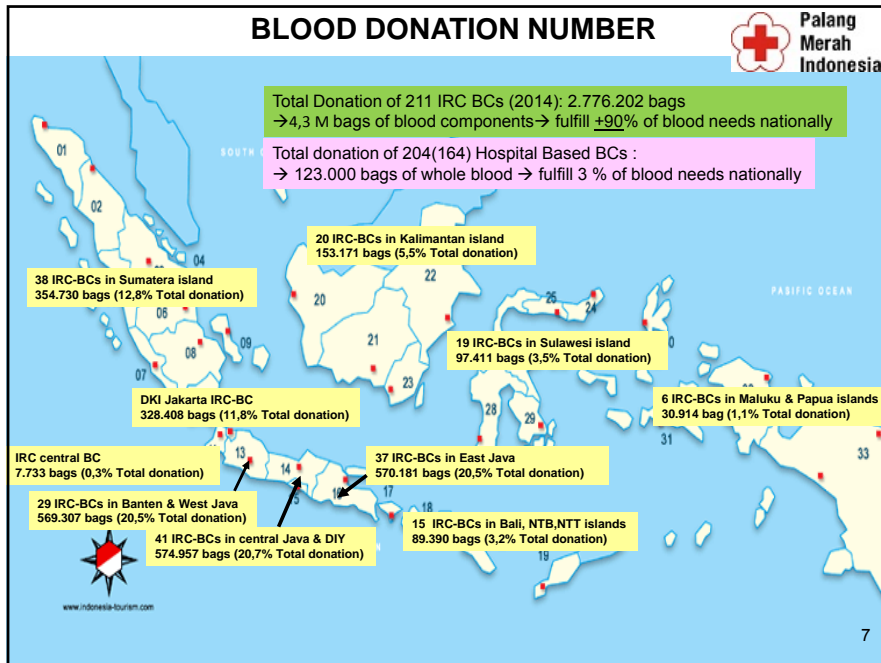 BLOOD DONATION NUMBER
Palang
Merah
Indonesia
Total Donation of 211 IRC BCs (2014): 2.776.202 bags
→4,3 M bags of blood components→ fulfill +90% of blood needs nationally
Total donation of 204(164) Hospital Based BCs :
→ 123.000 bags of whole blood → fulfill 3 % of blood needs nationally
01
02
04
20 IRC-BCs in Kalimantan island
153.171 bags (5,5% Total donation)
22
38 IRC-BCs in Sumatera island
354.730 bags (12,8% Total donation)
PASIFIC OCEAN
20
25
24
06
21
09
08
19 IRC-BCs in Sulawesi island
97.411 bags (3,5% Total donation)
07
23
DKI Jakarta IRC-BC
328.408 bags (11,8% Total donation)
28
29
6 IRC-BCs in Maluku & Papua islands
30.914 bag (1,1% Total donation)
31
33
IRC central BC
7.733 bags (0,3% Total donation)
13
14
37 IRC-BCs in East Java
570.181 bags (20,5% Total donation)
17
18
29 IRC-BCs in Banten & West Java
569.307 bags (20,5% Total donation)
41 IRC-BCs in central Java & DIY
574.957 bags (20,7% Total donation)
15 IRC-BCs in Bali, NTB,NTT islands
89.390 bags (3,2% Total donation)
19
www.indonesia-tourism.com
7